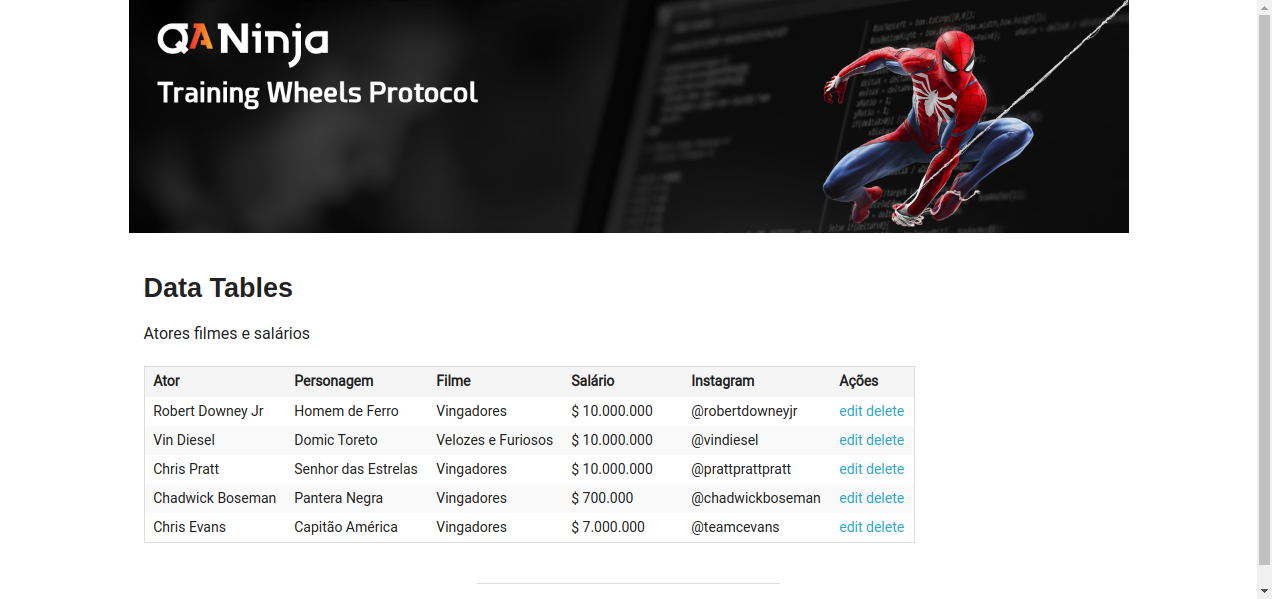 QANinja
Training Wheels Protocol
Data Tables
Atores filmes e salários
Ator Personagem Filme Salário Instagram Ações
Robert Downey Jr Homem de Ferro Vingadores $ 10.000.000 @robertdowneyjr edit delete
Vin Diesel Domic Toreto Velozes e Furiosos $ 10.000.000 @vindiesel edit delete
Chris Pratt Senhor das Estrelas Vingadores $ 10.000.000 @prattprattpratt edit delete
Chadwick Boseman Pantera Negra Vingadores $ 700.000 @chadwickboseman edit delete
Chris Evans Capitão América Vingadores $ 7.000.000 @teamcevans edit delete